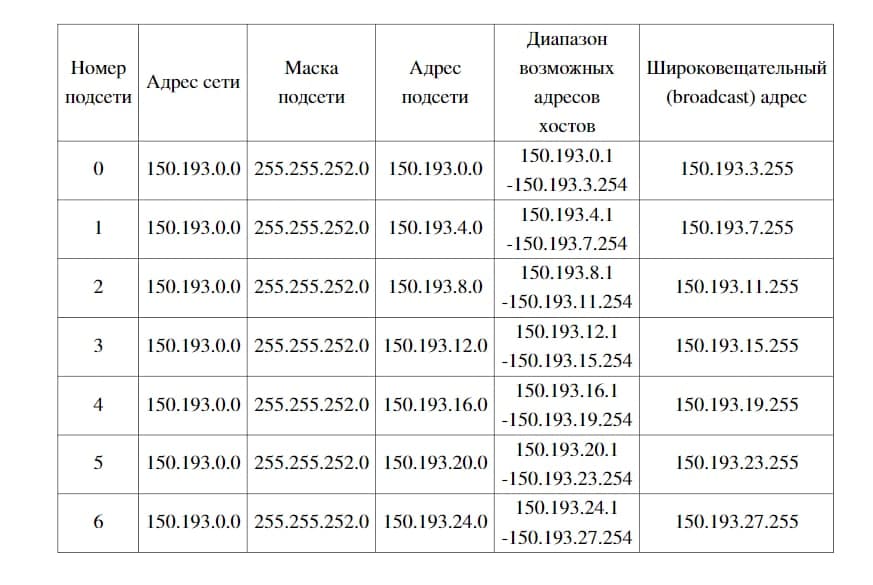 Номер подсети
Адрес сети
Маска подсети
Адрес подсети
Диапазон возможных адресов хостов
Широковещательный (broadcast) адрес
0 150.193.0.0 255.255.252.0 150.193.0.0 150.193.0.1 -150.193.3.254 150.193.3.255
1 150.193.0.0 255.255.252.0 150.193.4.0 150.193.4.1 -150.193.7.254 150.193.7.255
2 150.193.0.0 255.255.252.0 150.193.8.0 150.193.8.1 -150.193.11.254 150.193.11.255
3 150.193.0.0 255.255.252.0 150.193.12.0 150.193.12.1 -150.193.15.254 150.193.15.255
4 150.193.0.0 255.255.252.0 150.193.16.0 150.193.16.1 -150.193.19.254 150.193.19.255
5 150.193.0.0 255.255.252.0 150.193.20.0 150.193.20.1 -150.193.23.254 150.193.23.255
6 150.193.0.0 255.255.252.0 150.193.24.0 150.193.24.1 -150.193.27.254 150.193.27.255